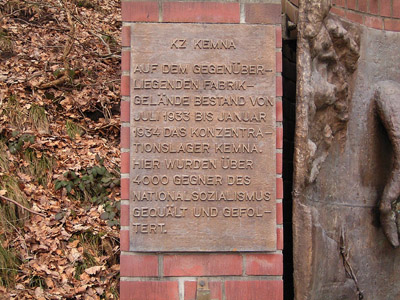 KZ KEMNA
AUF DEM GEGENÜBER-
LIEGENDEN FABRIK-
GELÄNDE BESTAND VON
JULI 1933 BIS JANUAR
1934 DAS KONZENTRA-
TIONSLAGER KEMNA.
HIER WURDEN ÜBER
4000 GEGNER DES
NATIONALSOZIALISMUS
GEQUÄLT UND GEFOL-
TERT.